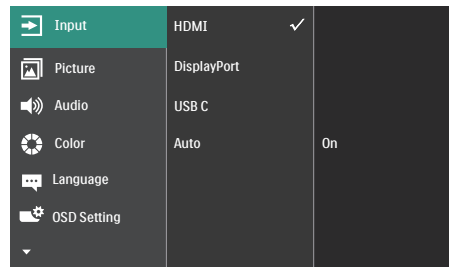 Input
HDMI
Picture
DisplayPort
Audio
USB C
Color
Auto
On
Language
OSD Setting